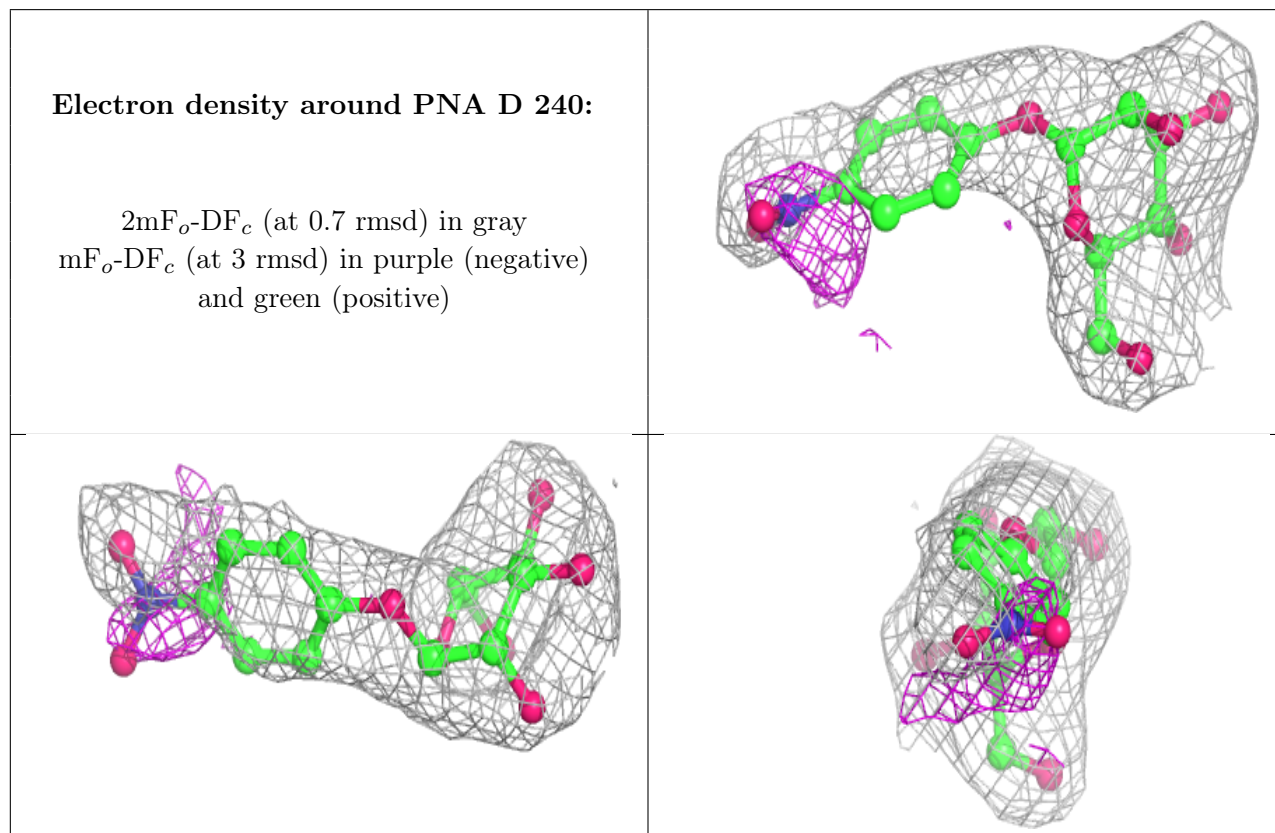 Electron density around PNA D 240:
2mFo-DFc (at 0.7 rmsd) in gray
mFo-DFc (at 3 rmsd) in purple (negative)
and green (positive)